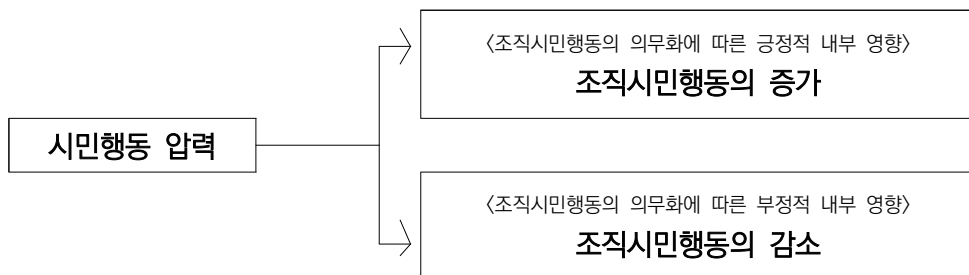 〈조직시민행동의 의무화에 따른 긍정적 내부 영향〉
조직시민행동의 증가
시민행동 압력
〈조직시민행동의 의무화에 따른 부정적 내부 영향〉
조직시민행동의 감소